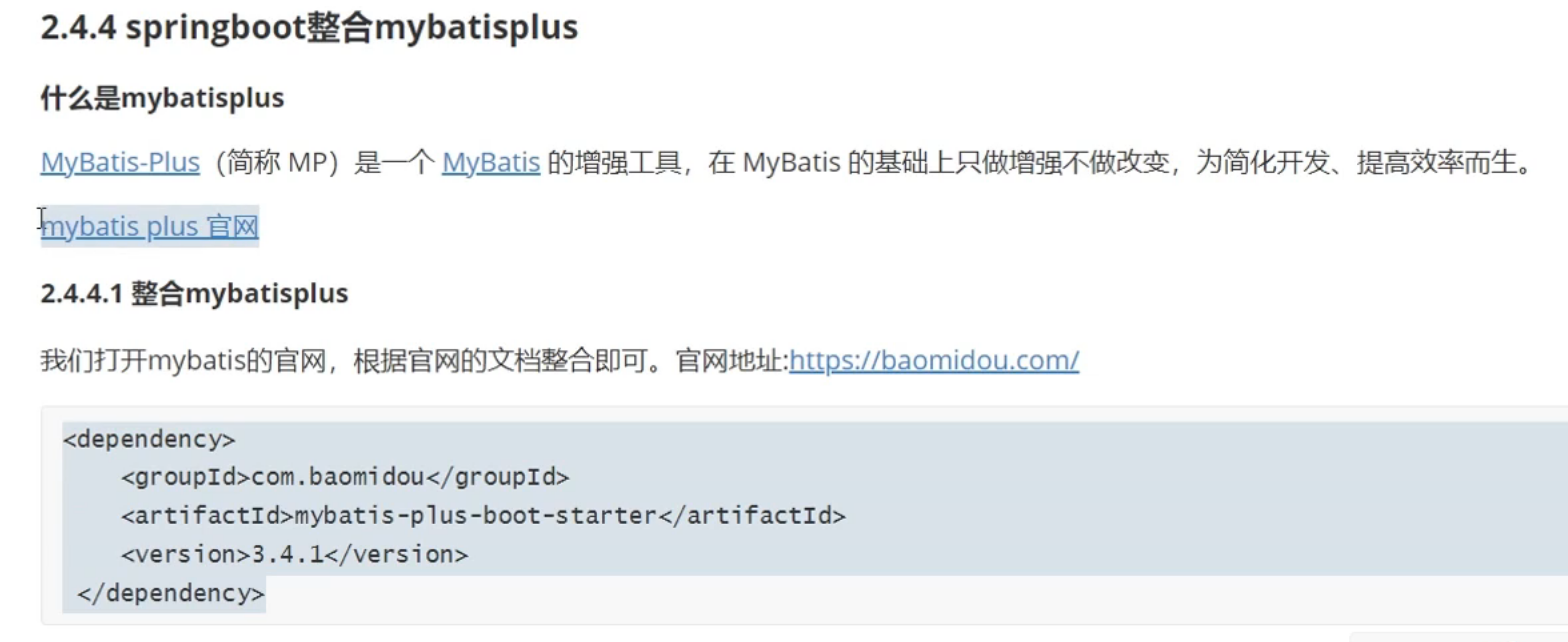 2.4.4 springboot整合mybatisplus
什么是mybatisplus
MyBatis-Plus（简称 MP）是一个 MyBatis 的增强工具，在 MyBatis 的基础上只做增强不做改变，为简化开发、提高效率而生。
mybatis plus 官网
2.4.4.1 整合mybatisplus
我们打开mybatis的官网，根据官网的文档整合即可。官网地址:https://baomidou.com/
<dependency>
    <groupId>com.baomidou</groupId>
    <artifactId>mybatis-plus-boot-starter</artifactId>
    <version>3.4.1</version>
 </dependency>